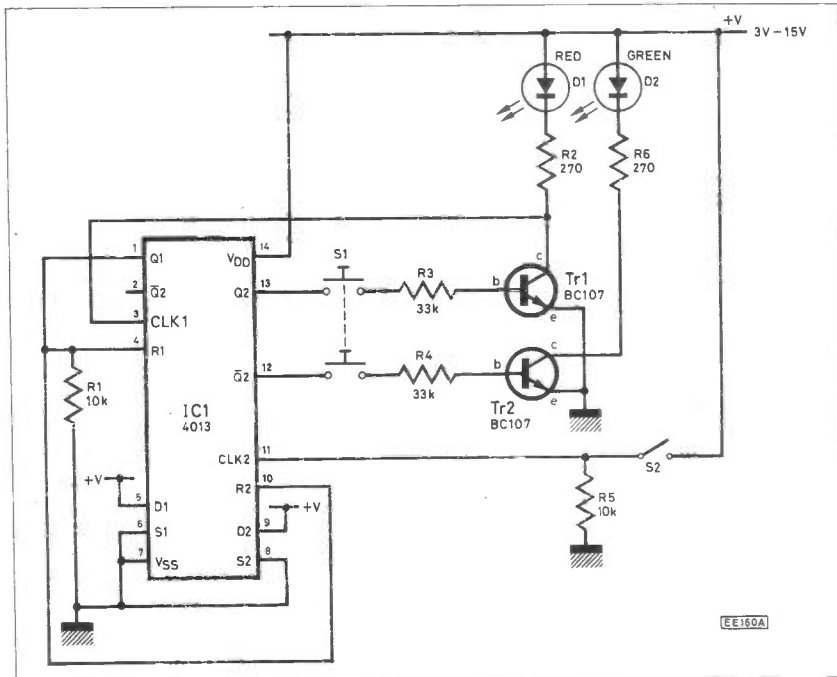 +V
3V–15V
RED
D1
GREEN
D2
R2
270
R6
270
1
Q1
VDD
14
S1
2
Q̅2
Q2
13
R3
33k
b
c
e
Tr1
BC107
3
CLK1
4
R1
R1
10k
Q̅2
12
R4
33k
b
c
e
Tr2
BC107
IC1
4013
CLK2
11
S2
R5
10k
+V
5
D1
R2
10
+V
6
S1
D2
9
7
VSS
S2
8
EE160A